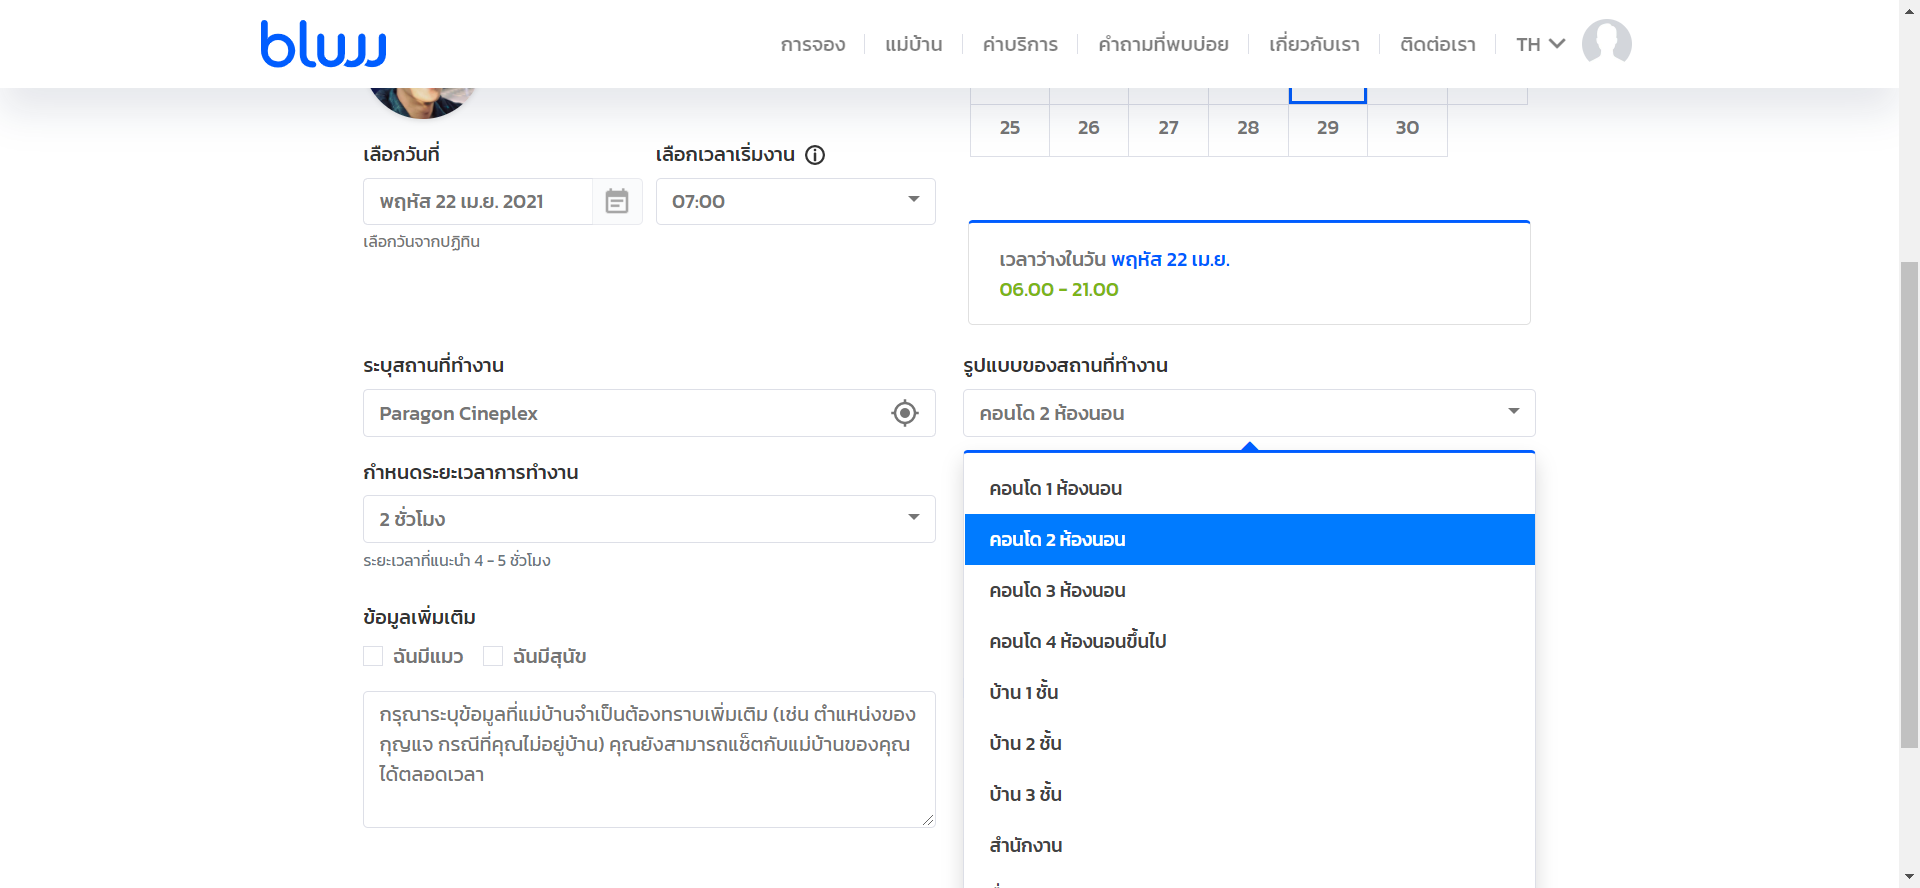 bluuu
การจอง
แม่บ้าน
ค่าบริการ
คำถามที่พบบ่อย
เกี่ยวกับเรา
ติดต่อเรา
TH
25 26 27 28 29 30
เลือกวันที่
เลือกเวลาเริ่มงาน
พฤหัส 22 เม.ย. 2021
07:00
เลือกวันจากปฏิทิน
เวลาว่างในวัน พฤหัส 22 เม.ย.
06.00 - 21.00
ระบุสถานที่ทำงาน
Paragon Cineplex
รูปแบบของสถานที่ทำงาน
คอนโด 2 ห้องนอน
กำหนดระยะเวลาการทำงาน
2 ชั่วโมง
ระยะเวลาที่แนะนำ 4 - 5 ชั่วโมง
ข้อมูลเพิ่มเติม
ฉันมีแมว
ฉันมีสุนัข
กรุณาระบุข้อมูลที่แม่บ้านจำเป็นต้องทราบเพิ่มเติม (เช่น ตำแหน่งของ
กุญแจ กรณีที่คุณไม่อยู่บ้าน) คุณยังสามารถแช็ตกับแม่บ้านของคุณ
ได้ตลอดเวลา
คอนโด 1 ห้องนอน
คอนโด 2 ห้องนอน
คอนโด 3 ห้องนอน
คอนโด 4 ห้องนอนขึ้นไป
บ้าน 1 ชั้น
บ้าน 2 ชั้น
บ้าน 3 ชั้น
สำนักงาน